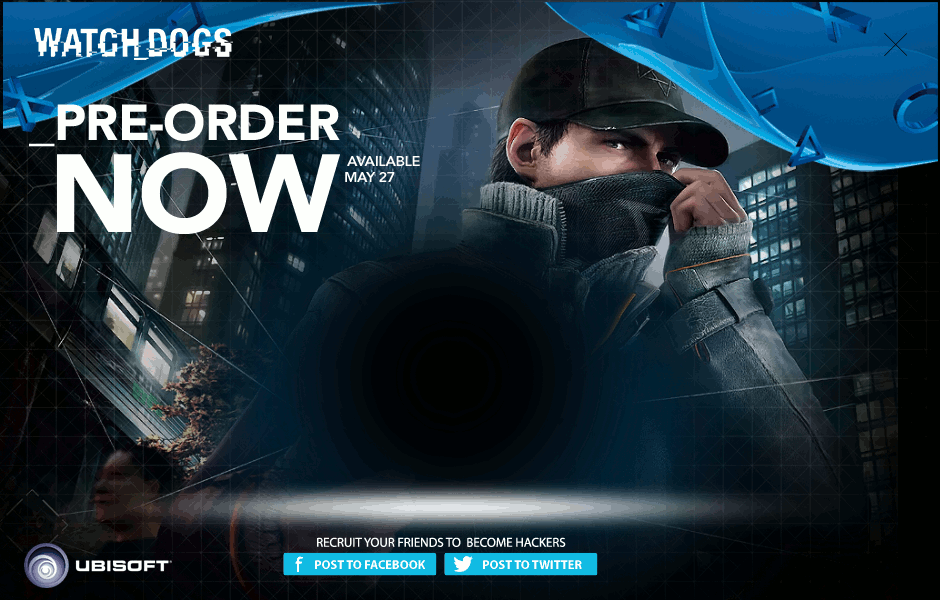 WATCH_DOGS
_PRE-ORDER
NOW
AVAILABLE
MAY 27
RECRUIT YOUR FRIENDS TO BECOME HACKERS
f POST TO FACEBOOK
POST TO TWITTER
UBISOFT